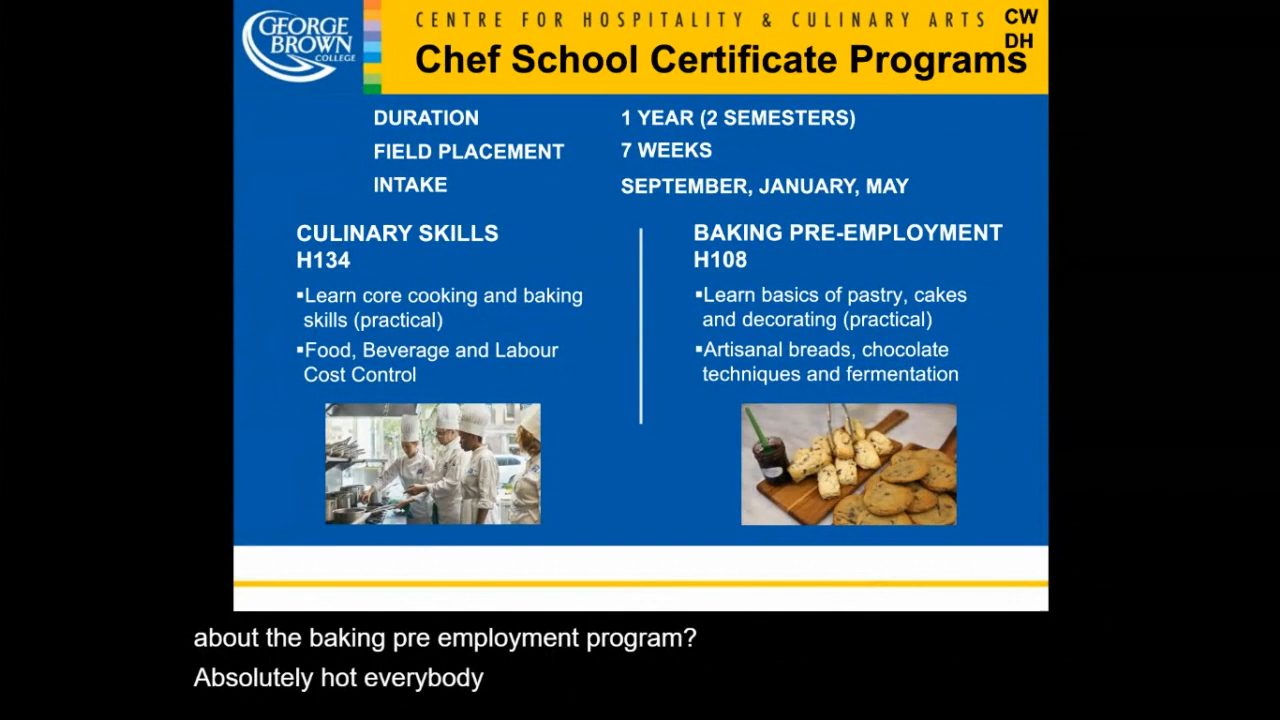 GEORGE
BROWN
COLLEGE
CENTRE FOR HOSPITALITY & CULINARY ARTS
CW
DH
Chef School Certificate Programs
DURATION 1 YEAR (2 SEMESTERS)
FIELD PLACEMENT 7 WEEKS
INTAKE SEPTEMBER, JANUARY, MAY
CULINARY SKILLS
H134
▪Learn core cooking and baking
skills (practical)
▪Food, Beverage and Labour
Cost Control
BAKING PRE-EMPLOYMENT
H108
▪Learn basics of pastry, cakes
and decorating (practical)
▪Artisanal breads, chocolate
techniques and fermentation
about the baking pre employment program?
Absolutely hot everybody